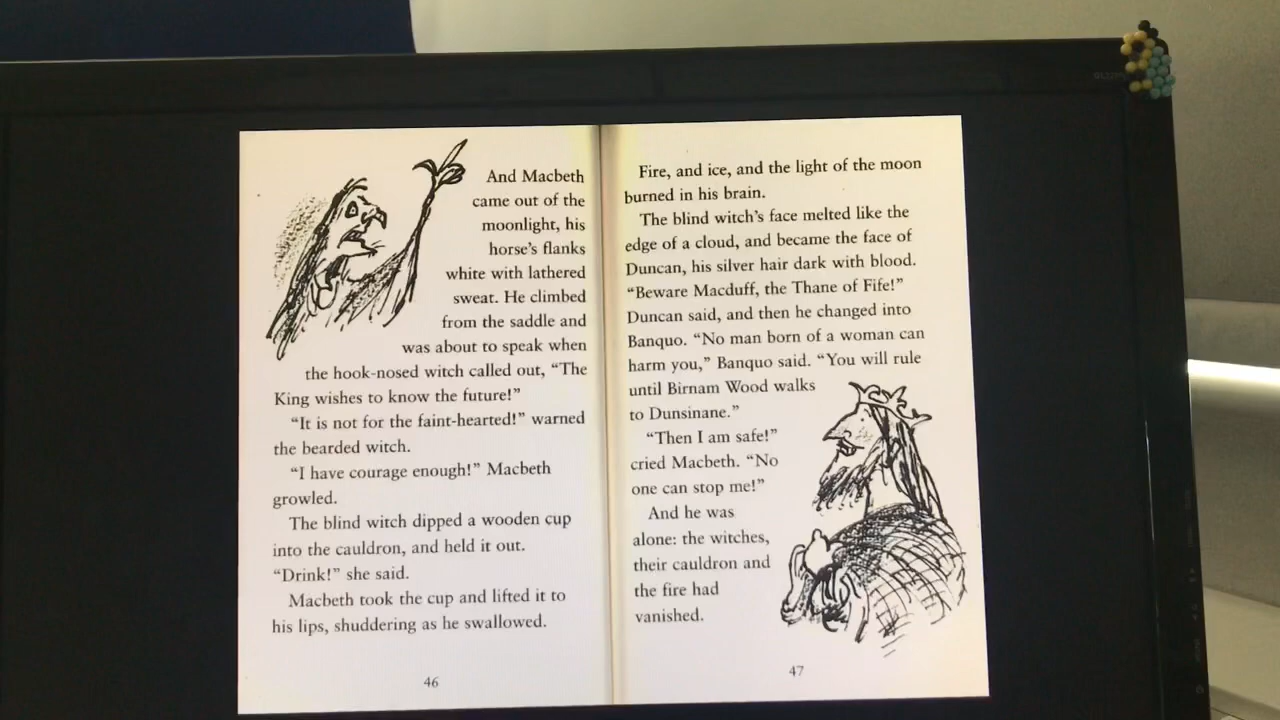 And Macbeth
came out of the
moonlight, his
horse's flanks
white with lathered
sweat. He climbed
from the saddle and
was about to speak when
the hook-nosed witch called out, “The
King wishes to know the future!”
“It is not for the faint-hearted!” warned
the bearded witch.
“I have courage enough!” Macbeth
growled.
The blind witch dipped a wooden cup
into the cauldron, and held it out.
“Drink!” she said.
Macbeth took the cup and lifted it to
his lips, shuddering as he swallowed.
46
Fire, and ice, and the light of the moon
burned in his brain.
The blind witch's face melted like the
edge of a cloud, and became the face of
Duncan, his silver hair dark with blood.
“Beware Macduff, the Thane of Fife!”
Duncan said, and then he changed into
Banquo. “No man born of a woman can
harm you,” Banquo said. “You will rule
until Birnam Wood walks
to Dunsinane.”
“Then I am safe!”
cried Macbeth. “No
one can stop me!”
And he was
alone: the witches,
their cauldron and
the fire had
vanished.
47